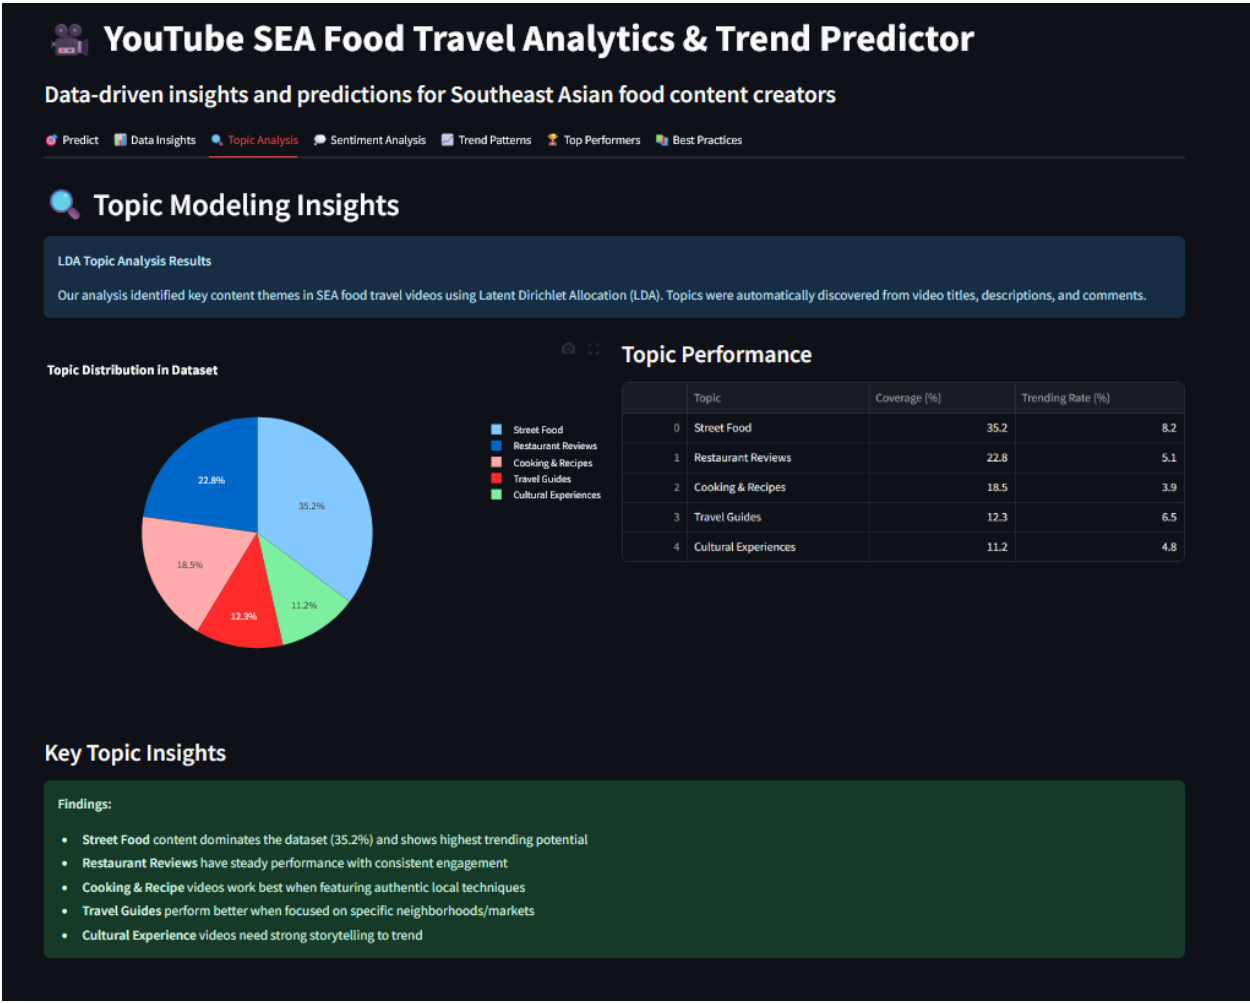 YouTube SEA Food Travel Analytics & Trend Predictor
Data-driven insights and predictions for Southeast Asian food content creators
Predict Data Insights Topic Analysis Sentiment Analysis Trend Patterns Top Performers Best Practices
Topic Modeling Insights
LDA Topic Analysis Results
Our analysis identified key content themes in SEA food travel videos using Latent Dirichlet Allocation (LDA). Topics were automatically discovered from video titles, descriptions, and comments.
Topic Distribution in Dataset
35.2%
22.8%
18.5%
12.3%
11.2%
Street Food
Restaurant Reviews
Cooking & Recipes
Travel Guides
Cultural Experiences
Topic Performance
Topic Coverage (%) Trending Rate (%)
0 Street Food 35.2 8.2
1 Restaurant Reviews 22.8 5.1
2 Cooking & Recipes 18.5 3.9
3 Travel Guides 12.3 6.5
4 Cultural Experiences 11.2 4.8
Key Topic Insights
Findings:
• Street Food content dominates the dataset (35.2%) and shows highest trending potential
• Restaurant Reviews have steady performance with consistent engagement
• Cooking & Recipe videos work best when featuring authentic local techniques
• Travel Guides perform better when focused on specific neighborhoods/markets
• Cultural Experience videos need strong storytelling to trend